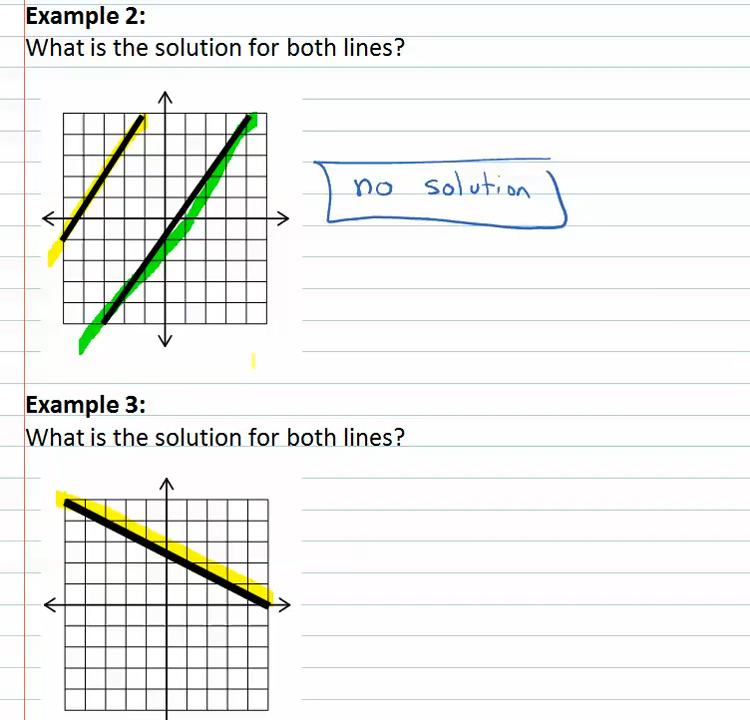 Example 2:
What is the solution for both lines?
no solution
Example 3:
What is the solution for both lines?